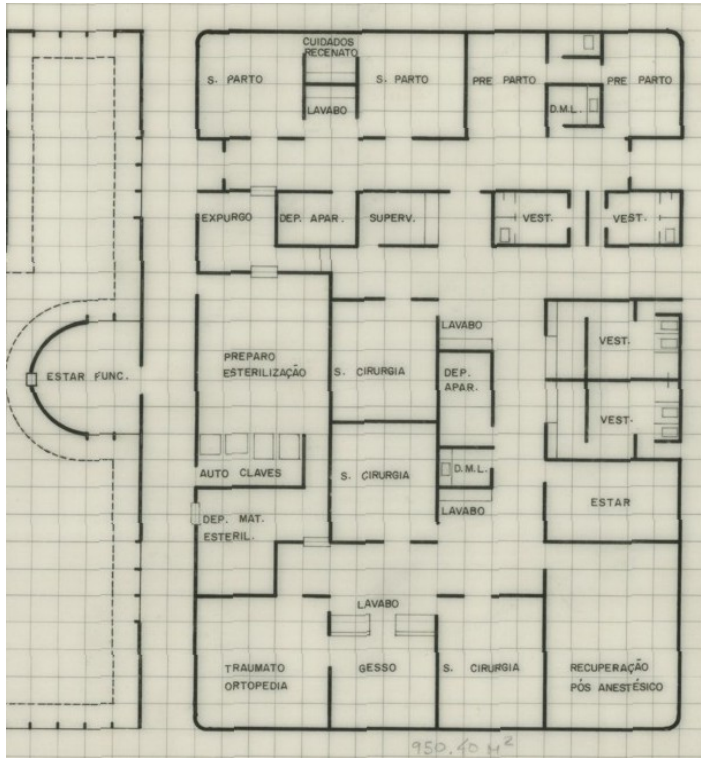 CUIDADOS
RECENATO
S. PARTO
S. PARTO
PRE PARTO
PRE PARTO
LAVABO
D.M.L.
EXPURGO
DEP. APAR.
SUPERV.
VEST.
VEST.
LAVABO
VEST.
PREPARO
ESTERILIZAÇÃO
S. CIRURGIA
DEP.
APAR.
ESTAR FUNC.
VEST.
AUTO CLAVES
S. CIRURGIA
D.M.L.
ESTAR
LAVABO
DEP. MAT.
ESTERIL.
LAVABO
TRAUMATO
ORTOPEDIA
GESSO
S. CIRURGIA
RECUPERAÇÃO
PÓS ANESTÉSICO
950.40 M²